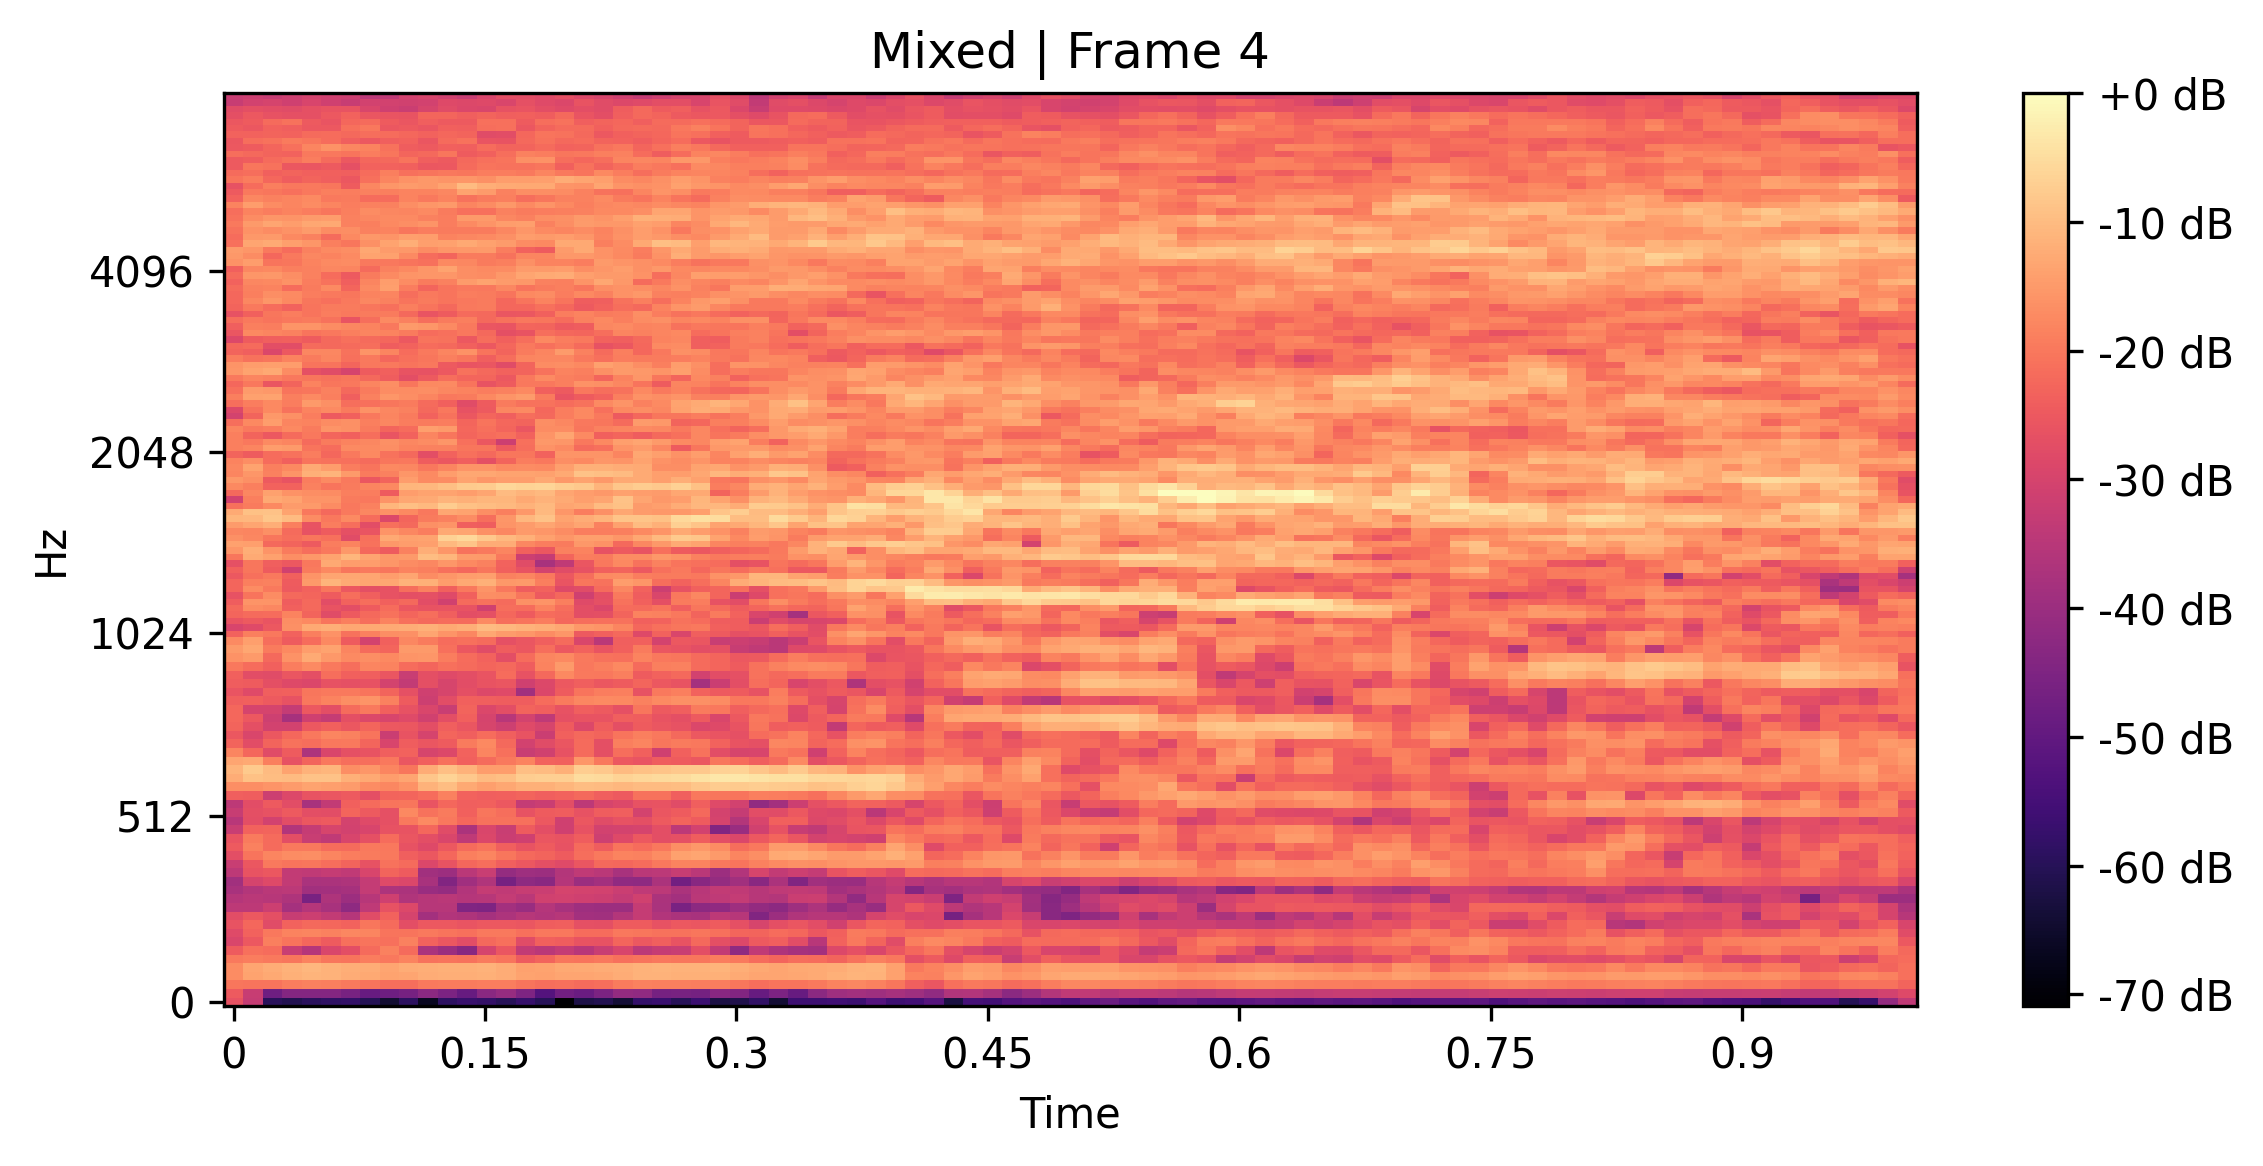 Mixed | Frame 4
+0 dB
-10 dB
-20 dB
-30 dB
-40 dB
-50 dB
-60 dB
-70 dB
Hz
4096
2048
1024
512
0
0 0.15 0.3 0.45 0.6 0.75 0.9
Time